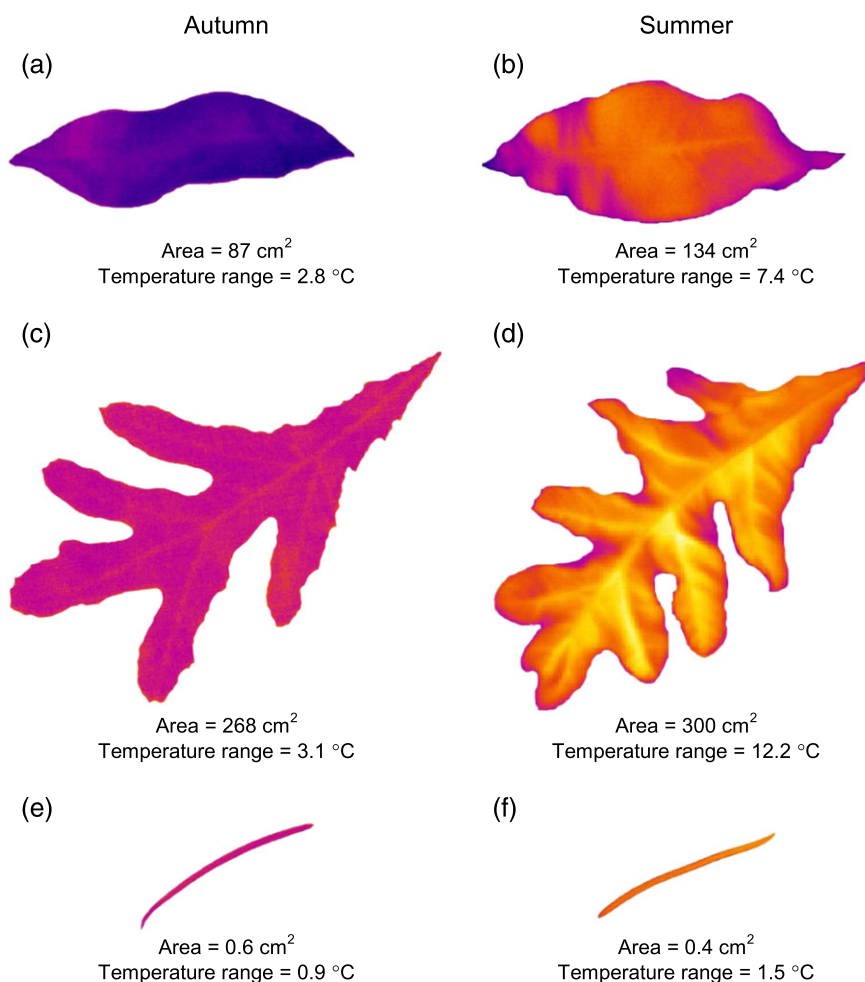 Autumn
Summer
(a)
(b)
Area = 87 cm²
Temperature range = 2.8 °C
Area = 134 cm²
Temperature range = 7.4 °C
(c)
(d)
Area = 268 cm²
Temperature range = 3.1 °C
Area = 300 cm²
Temperature range = 12.2 °C
(e)
(f)
Area = 0.6 cm²
Temperature range = 0.9 °C
Area = 0.4 cm²
Temperature range = 1.5 °C